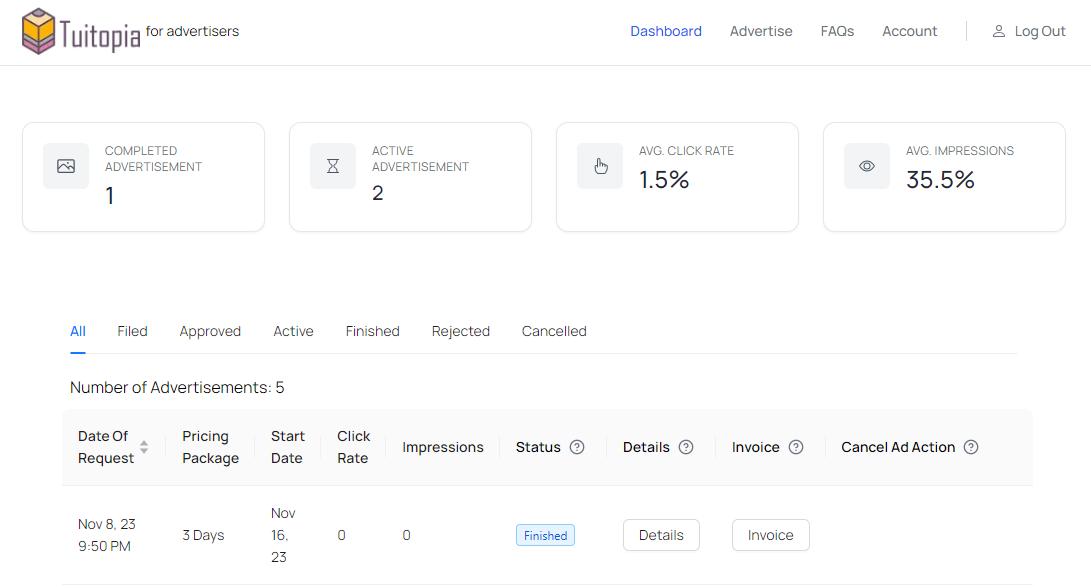 Tuitopia for advertisers
Dashboard Advertise FAQs Account Log Out
COMPLETED
ADVERTISEMENT
1
ACTIVE
ADVERTISEMENT
2
AVG. CLICK RATE
1.5%
AVG. IMPRESSIONS
35.5%
All Filed Approved Active Finished Rejected Cancelled
Number of Advertisements: 5
Date Of
Request
Pricing
Package
Start
Date
Click
Rate
Impressions
Status
Details
Invoice
Cancel Ad Action
Nov 8, 23
9:50 PM
3 Days
Nov
16,
23
0
0
Finished
Details
Invoice